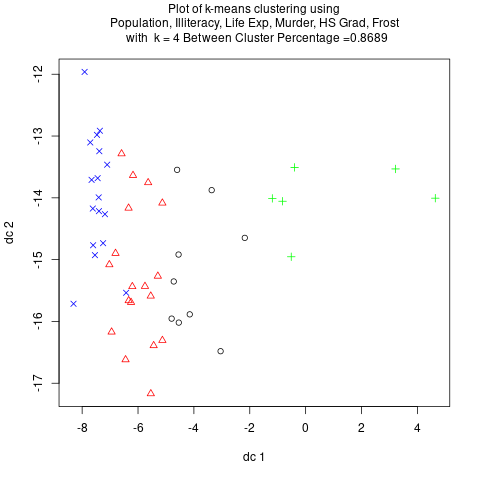 Plot of k-means clustering using
Population, Illiteracy, Life Exp, Murder, HS Grad, Frost
with  k = 4 Between Cluster Percentage =0.8689
-12
-13
-14
-15
-16
-17
dc 2
-8 -6 -4 -2 0 2 4
dc 1